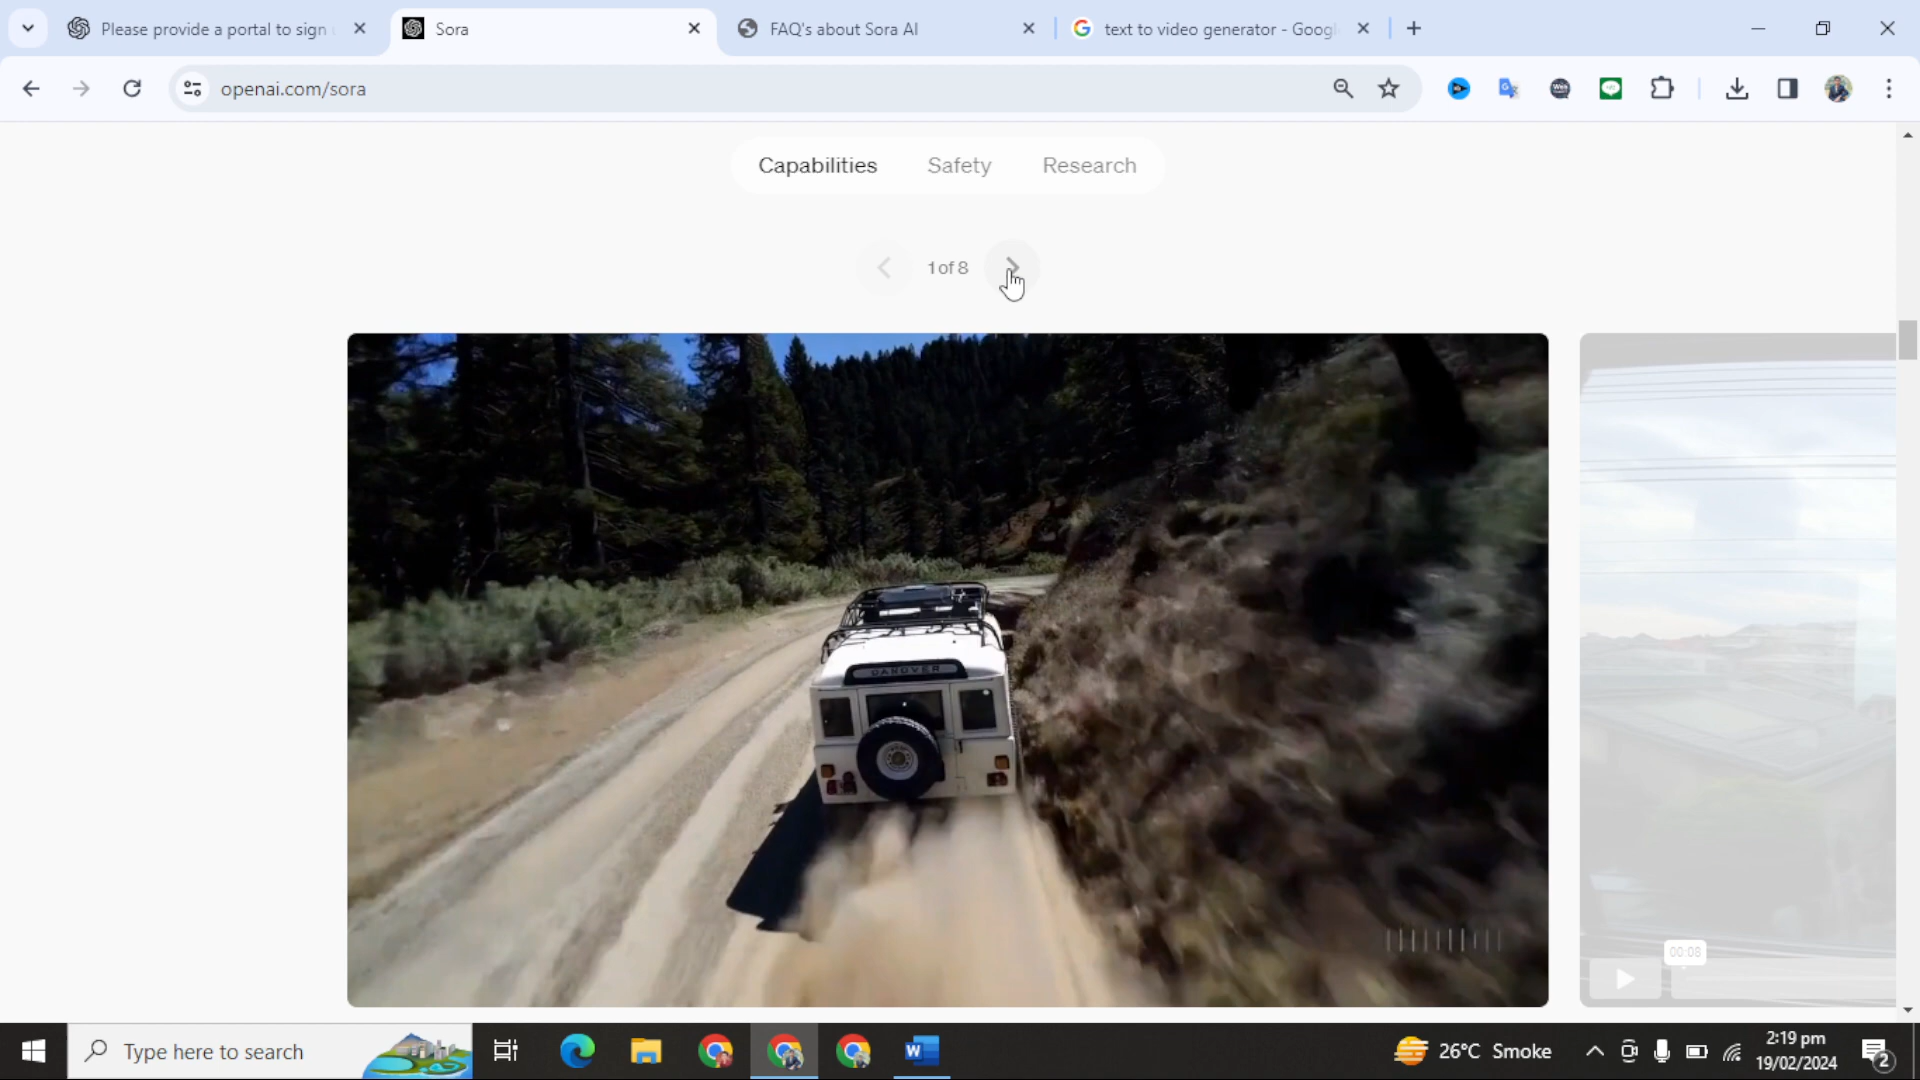 Please provide a portal to sign
Sora
FAQ's about Sora AI
text to video generator - Googl
openai.com/sora
Capabilities
Safety
Research
1 of 8
DANOVER
00:08
Type here to search
26°C Smoke
2:19 pm
19/02/2024
2